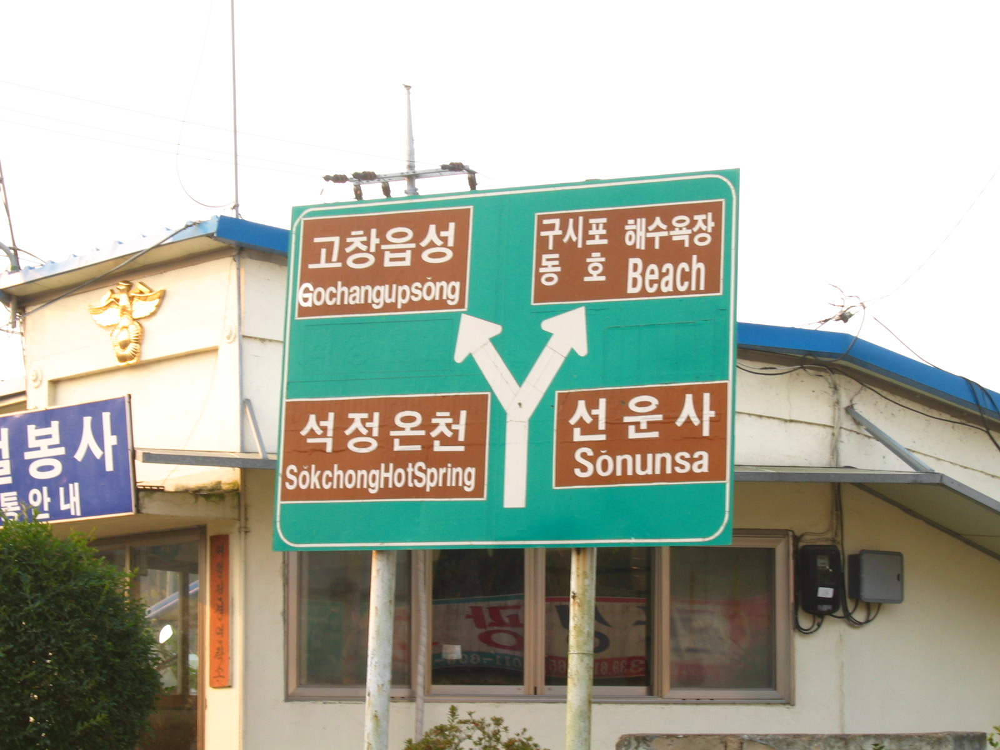 고창읍성
Gochangupsŏng
구시포 해수욕장
동 호 Beach
석정온천
SŏkchongHotSpring
선운사
Sŏnunsa
봉사
통안내